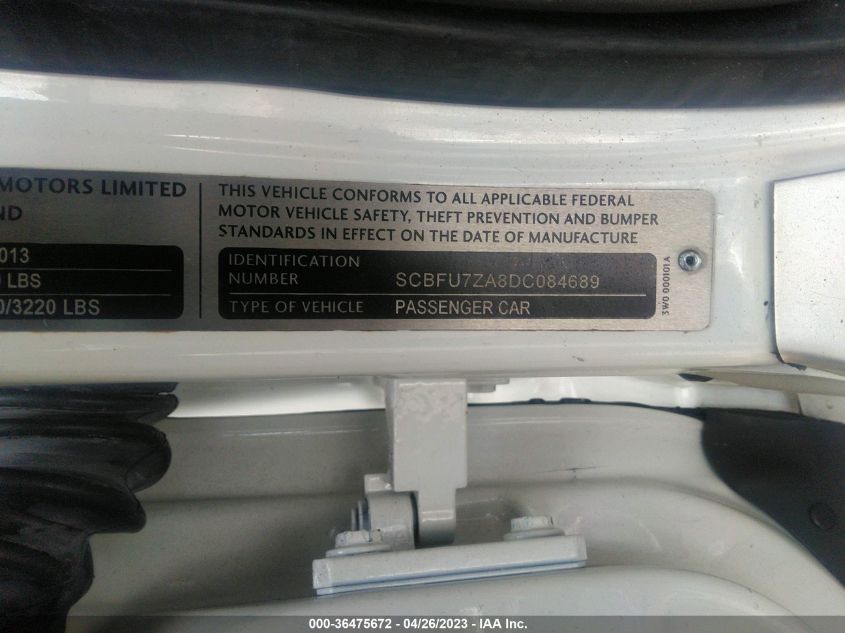 MOTORS LIMITED
ND
013
LBS
0/3220 LBS
THIS VEHICLE CONFORMS TO ALL APPLICABLE FEDERAL
MOTOR VEHICLE SAFETY, THEFT PREVENTION AND BUMPER
STANDARDS IN EFFECT ON THE DATE OF MANUFACTURE
IDENTIFICATION
NUMBER SCBFU7ZA8DC084689
TYPE OF VEHICLE PASSENGER CAR
3W0 000101A
000-36475672 - 04/26/2023 - IAA Inc.